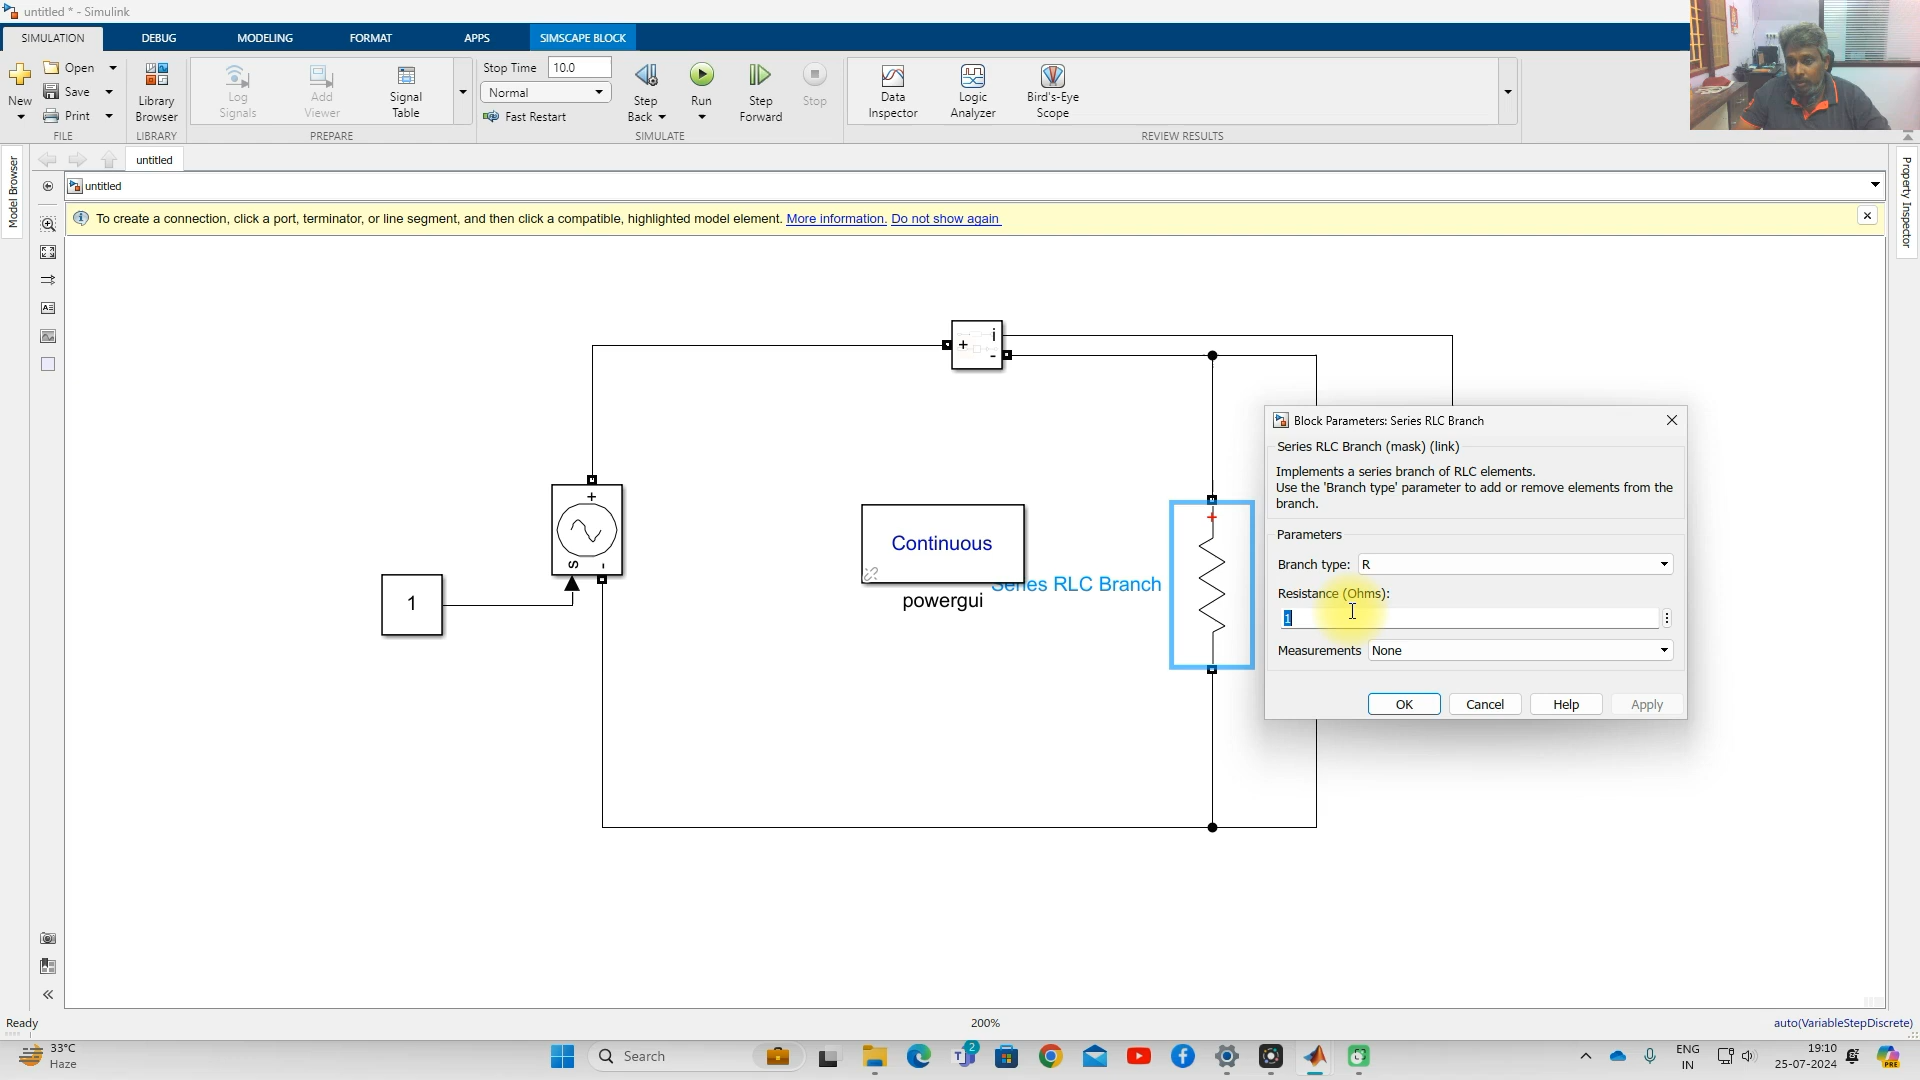 untitled * - Simulink
SIMULATION DEBUG MODELING FORMAT APPS SIMSCAPE BLOCK
New
Open
Save
Print
FILE
Library
Browser
LIBRARY
Log
Signals
Add
Viewer
Signal
Table
PREPARE
Stop Time 10.0
Normal
Fast Restart
Step
Back
Run
Step
Forward
Stop
SIMULATE
Data
Inspector
Logic
Analyzer
Bird's-Eye
Scope
REVIEW RESULTS
Model Browser
untitled
untitled
Property Inspector
To create a connection, click a port, terminator, or line segment, and then click a compatible, highlighted model element. More information. Do not show again
+ i
-
+
s -
1
Continuous
powergui
Series RLC Branch
+
Block Parameters: Series RLC Branch
Series RLC Branch (mask) (link)
Implements a series branch of RLC elements.
Use the 'Branch type' parameter to add or remove elements from the
branch.
Parameters
Branch type: R
Resistance (Ohms):
1
Measurements None
OK Cancel Help Apply
Ready 200% auto(VariableStepDiscrete)
33°C
Haze
Search
2
ENG
IN
19:10
25-07-2024
PRE